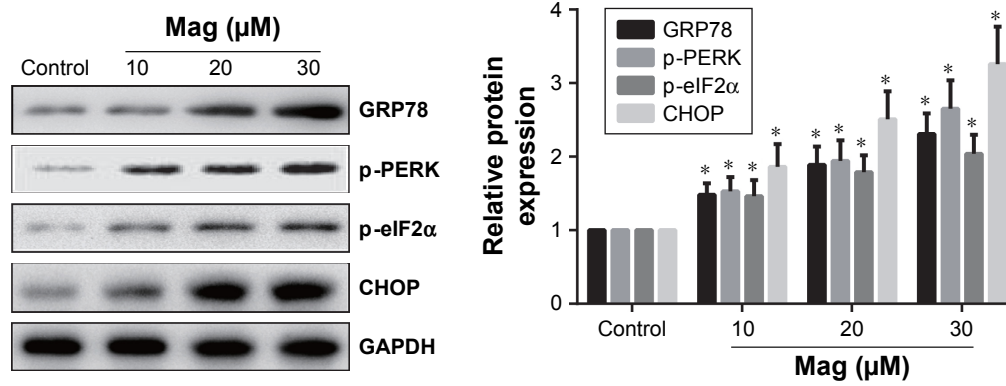 Mag (µM)
Control 10 20 30
GRP78
p-PERK
p-eIF2α
CHOP
GAPDH
Relative protein
expression
5
4
3
2
1
0
GRP78
p-PERK
p-eIF2α
CHOP
* * * *
* * * *
* * * *
Control 10 20 30
Mag (µM)